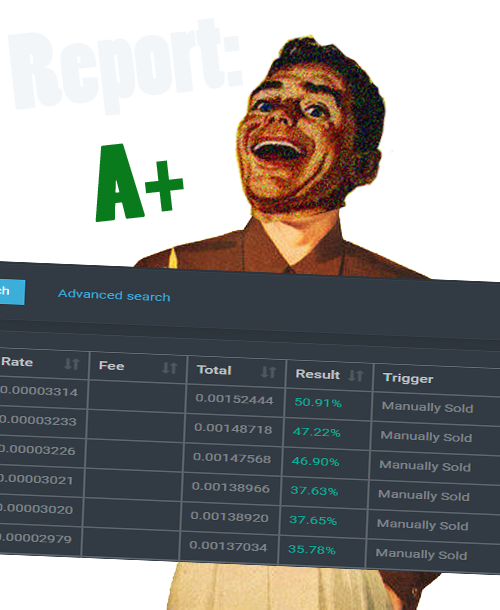 Report:
A+
ch Advanced search
Rate Fee Total Result Trigger
0.00003314 0.00152444 50.91% Manually Sold
0.00003233 0.00148718 47.22% Manually Sold
0.00003226 0.00147568 46.90% Manually Sold
0.00003021 0.00138966 37.63% Manually Sold
0.00003020 0.00138920 37.65% Manually Sold
0.00002979 0.00137034 35.78% Manually Sold